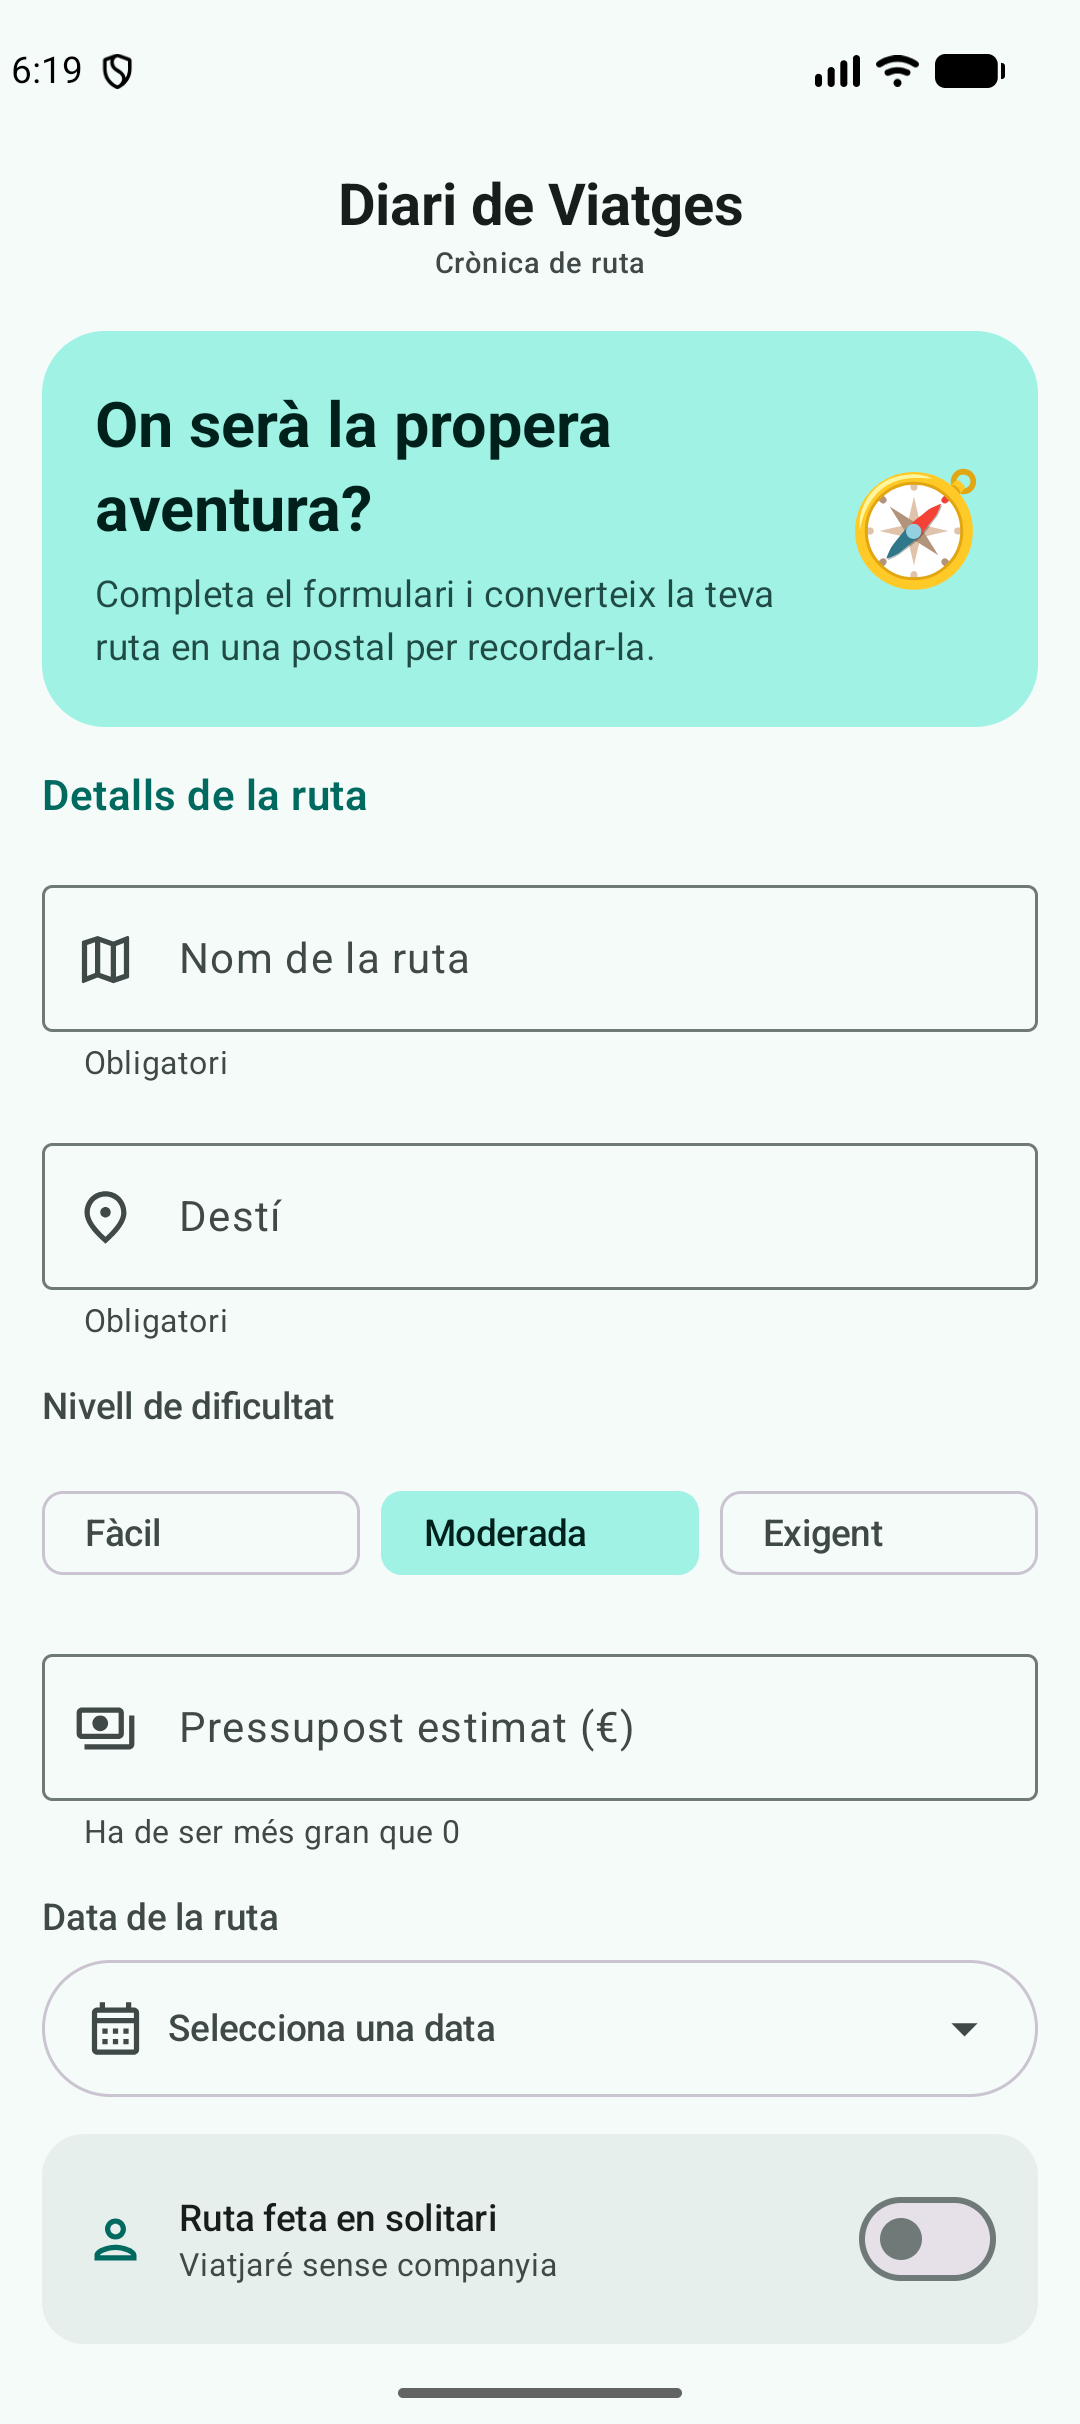 6:19
Diari de Viatges
Crònica de ruta
On serà la propera
aventura?
Completa el formulari i converteix la teva
ruta en una postal per recordar-la.
Detalls de la ruta
Nom de la ruta
Obligatori
Destí
Obligatori
Nivell de dificultat
Fàcil
Moderada
Exigent
Pressupost estimat (€)
Ha de ser més gran que 0
Data de la ruta
Selecciona una data
Ruta feta en solitari
Viatjaré sense companyia